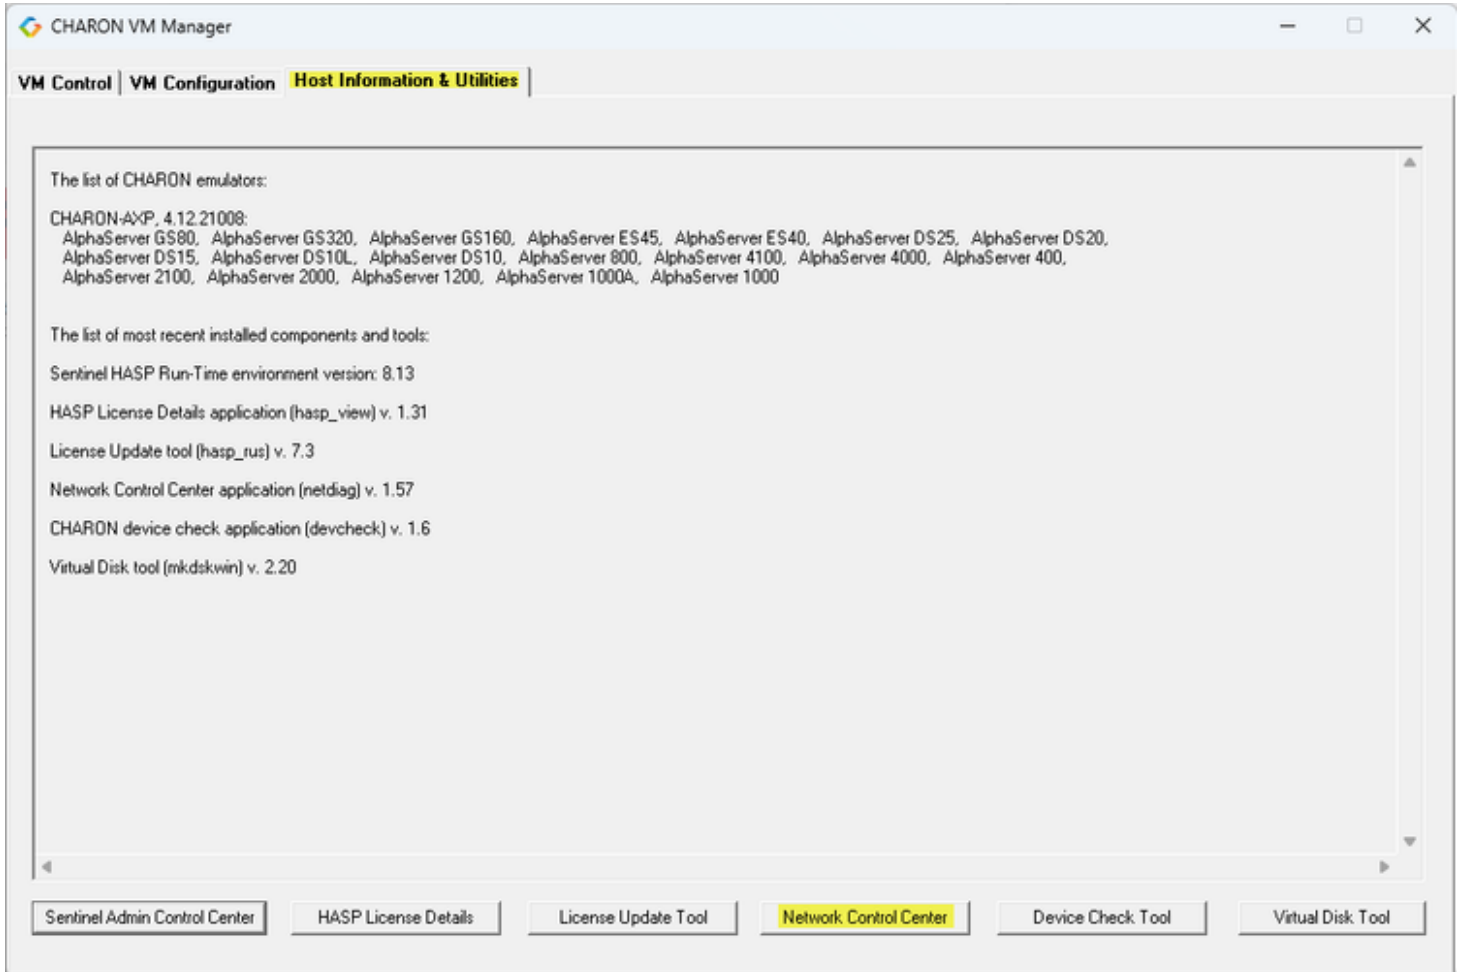 CHARON VM Manager
VM Control
VM Configuration
Host Information & Utilities
The list of CHARON emulators:
CHARON-AXP, 4.12.21008:
AlphaServer GS80, AlphaServer GS320, AlphaServer GS160, AlphaServer ES45, AlphaServer ES40, AlphaServer DS25, AlphaServer DS20,
AlphaServer DS15, AlphaServer DS10L, AlphaServer DS10, AlphaServer 800, AlphaServer 4100, AlphaServer 4000, AlphaServer 400,
AlphaServer 2100, AlphaServer 2000, AlphaServer 1200, AlphaServer 1000A, AlphaServer 1000
The list of most recent installed components and tools:
Sentinel HASP Run-Time environment version: 8.13
HASP License Details application (hasp_view) v. 1.31
License Update tool (hasp_rus) v. 7.3
Network Control Center application (netdiag) v. 1.57
CHARON device check application (devcheck) v. 1.6
Virtual Disk tool (mkdskwin) v. 2.20
Sentinel Admin Control Center
HASP License Details
License Update Tool
Network Control Center
Device Check Tool
Virtual Disk Tool